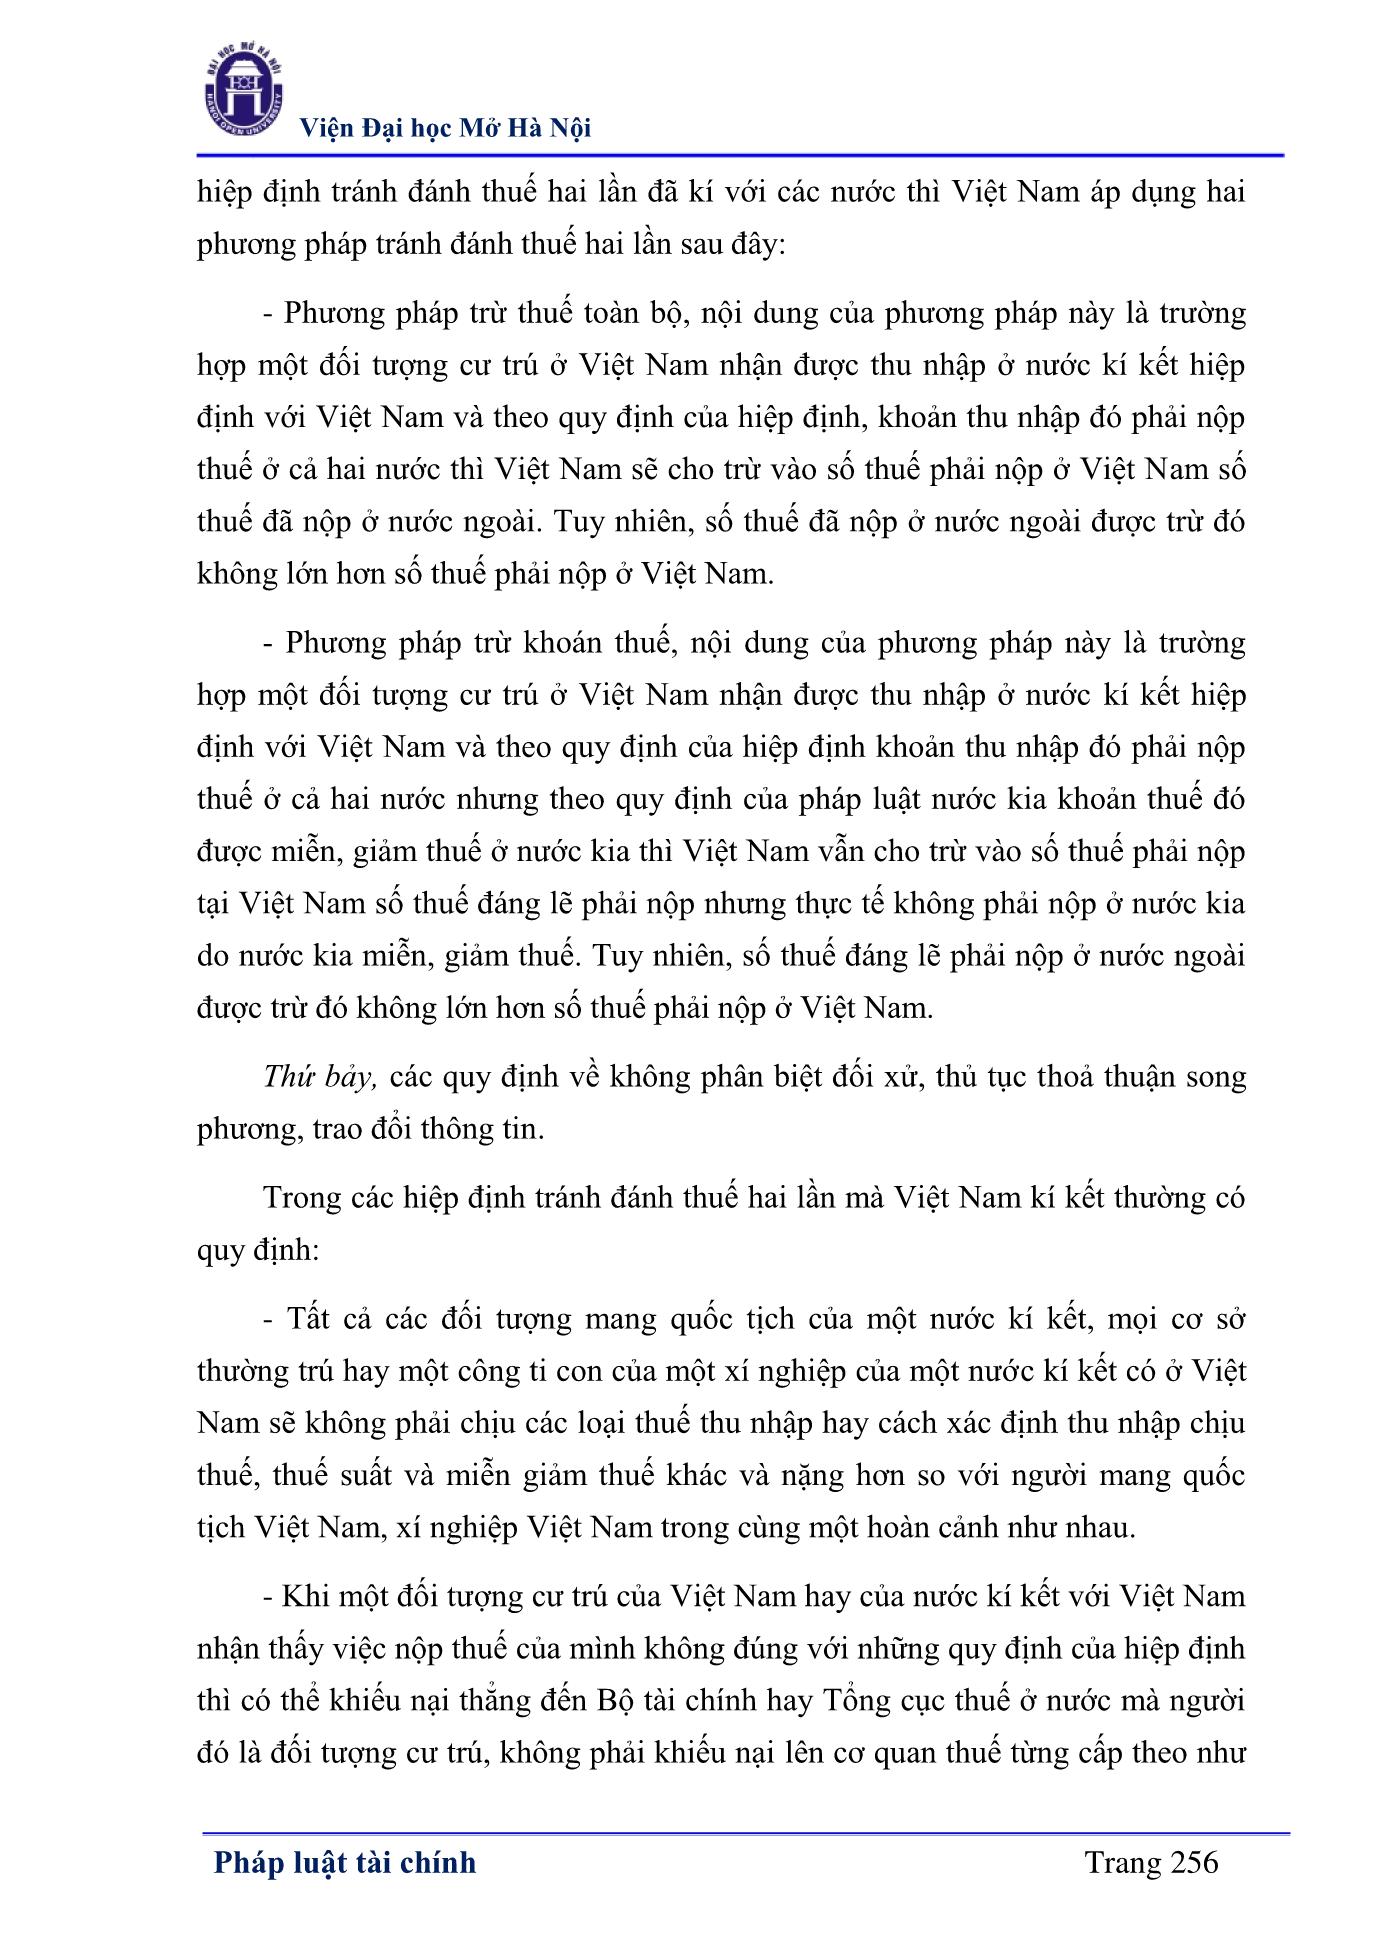 ĐẠI HỌC MỞ HÀ NỘI
HANOI OPEN UNIVERSITY
Viện Đại học Mở Hà Nội
hiệp định tránh đánh thuế hai lần đã kí với các nước thì Việt Nam áp dụng hai
phương pháp tránh đánh thuế hai lần sau đây:
- Phương pháp trừ thuế toàn bộ, nội dung của phương pháp này là trường
hợp một đối tượng cư trú ở Việt Nam nhận được thu nhập ở nước kí kết hiệp
định với Việt Nam và theo quy định của hiệp định, khoản thu nhập đó phải nộp
thuế ở cả hai nước thì Việt Nam sẽ cho trừ vào số thuế phải nộp ở Việt Nam số
thuế đã nộp ở nước ngoài. Tuy nhiên, số thuế đã nộp ở nước ngoài được trừ đó
không lớn hơn số thuế phải nộp ở Việt Nam.
- Phương pháp trừ khoán thuế, nội dung của phương pháp này là trường
hợp một đối tượng cư trú ở Việt Nam nhận được thu nhập ở nước kí kết hiệp
định với Việt Nam và theo quy định của hiệp định khoản thu nhập đó phải nộp
thuế ở cả hai nước nhưng theo quy định của pháp luật nước kia khoản thuế đó
được miễn, giảm thuế ở nước kia thì Việt Nam vẫn cho trừ vào số thuế phải nộp
tại Việt Nam số thuế đáng lẽ phải nộp nhưng thực tế không phải nộp ở nước kia
do nước kia miễn, giảm thuế. Tuy nhiên, số thuế đáng lẽ phải nộp ở nước ngoài
được trừ đó không lớn hơn số thuế phải nộp ở Việt Nam.
Thứ bảy, các quy định về không phân biệt đối xử, thủ tục thoả thuận song
phương, trao đổi thông tin.
Trong các hiệp định tránh đánh thuế hai lần mà Việt Nam kí kết thường có
quy định:
- Tất cả các đối tượng mang quốc tịch của một nước kí kết, mọi cơ sở
thường trú hay một công ti con của một xí nghiệp của một nước kí kết có ở Việt
Nam sẽ không phải chịu các loại thuế thu nhập hay cách xác định thu nhập chịu
thuế, thuế suất và miễn giảm thuế khác và nặng hơn so với người mang quốc
tịch Việt Nam, xí nghiệp Việt Nam trong cùng một hoàn cảnh như nhau.
- Khi một đối tượng cư trú của Việt Nam hay của nước kí kết với Việt Nam
nhận thấy việc nộp thuế của mình không đúng với những quy định của hiệp định
thì có thể khiếu nại thẳng đến Bộ tài chính hay Tổng cục thuế ở nước mà người
đó là đối tượng cư trú, không phải khiếu nại lên cơ quan thuế từng cấp theo như
Pháp luật tài chính
Trang 256